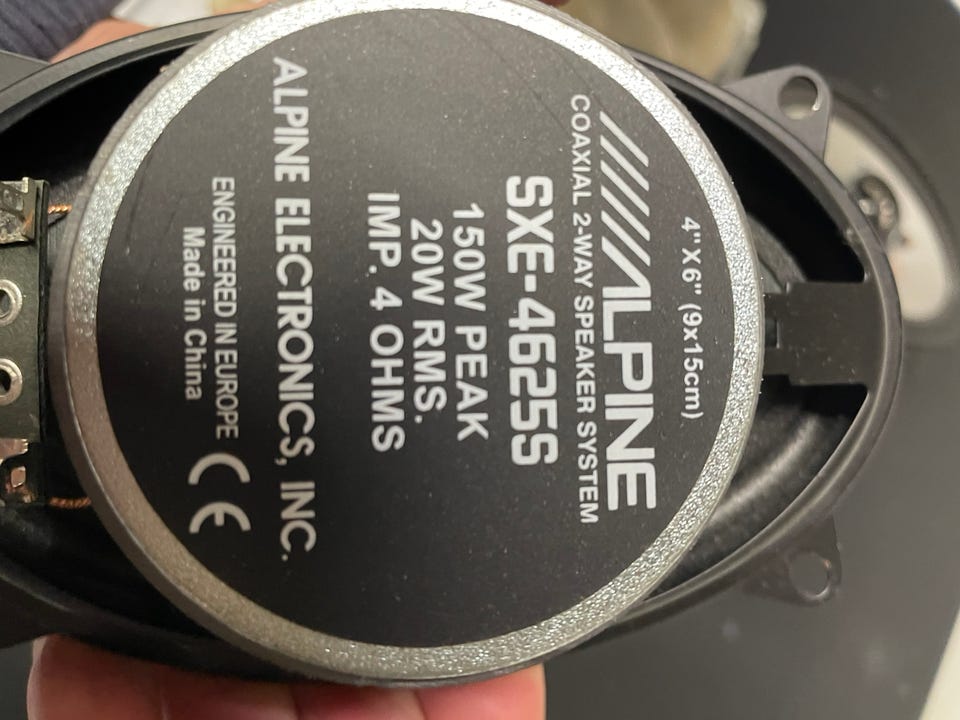 4"X6" (9x15cm)
ALPINE
COAXIAL 2-WAY SPEAKER SYSTEM
SXE-4625S
150W PEAK
20W RMS.
IMP. 4 OHMS
ALPINE ELECTRONICS, INC.
ENGINEERED IN EUROPE
Made in China
CE